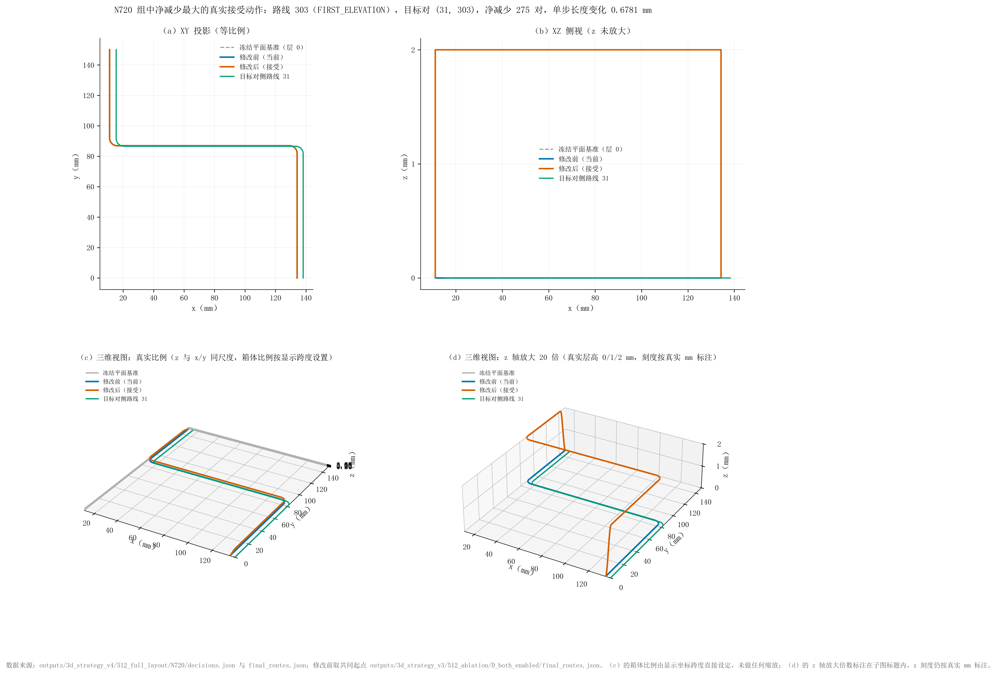 N720 组中净减少最大的真实接受动作：路线 303（FIRST_ELEVATION），目标对 (31, 303)，净减少 275 对，单步长度变化 0.6781 mm
（a）XY 投影（等比例）
冻结平面基准（层 0）
修改前（当前）
修改后（接受）
目标对侧路线 31
y（mm）
140
120
100
80
60
40
20
0
20 40 60 80 100 120 140
x（mm）
（b）XZ 侧视（z 未放大）
冻结平面基准（层 0）
修改前（当前）
修改后（接受）
目标对侧路线 31
z（mm）
2
1
0
20 40 60 80 100 120 140
x（mm）
（c）三维视图：真实比例（z 与 x/y 同尺度，箱体比例按显示跨度设置）
冻结平面基准
修改前（当前）
修改后（接受）
目标对侧路线 31
20 40 60 80 100 120
x（mm）
0 20 40 60 80 100 120 140
y（mm）
z（mm）
（d）三维视图：z 轴放大 20 倍（真实层高 0/1/2 mm，刻度按真实 mm 标注）
冻结平面基准
修改前（当前）
修改后（接受）
目标对侧路线 31
20 40 60 80 100 120
x（mm）
0 20 40 60 80 100 120 140
y（mm）
0 1 2
z（mm）
数据来源：outputs/3d_strategy_v4/512_full_layout/N720/decisions.json 与 final_routes.json；修改前取共同起点 outputs/3d_strategy_v3/512_ablation/D_both_enabled/final_routes.json。（c）的箱体比例由显示坐标跨度直接设定，未做任何缩放；（d）的 z 轴放大倍数标注在子图标题内，z 刻度仍按真实 mm 标注。